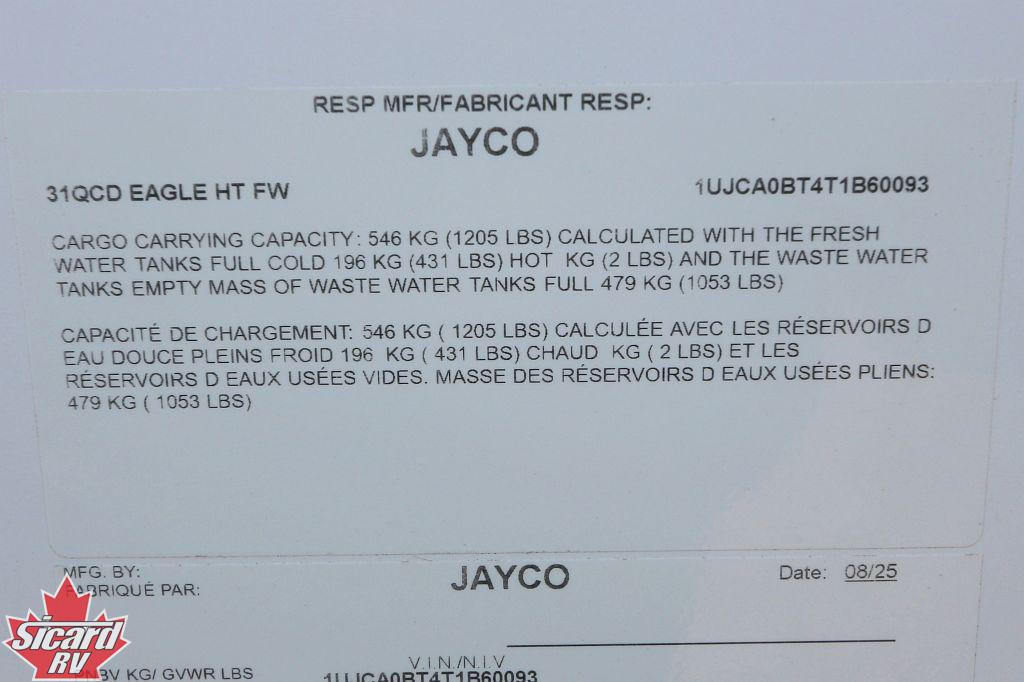 RESP MFR/FABRICANT RESP:
JAYCO
31QCD EAGLE HT FW 1UJCA0BT4T1B60093
CARGO CARRYING CAPACITY: 546 KG (1205 LBS) CALCULATED WITH THE FRESH
WATER TANKS FULL COLD 196 KG (431 LBS) HOT KG (2 LBS) AND THE WASTE WATER
TANKS EMPTY MASS OF WASTE WATER TANKS FULL 479 KG (1053 LBS)
CAPACITÉ DE CHARGEMENT: 546 KG ( 1205 LBS) CALCULÉE AVEC LES RÉSERVOIRS D
EAU DOUCE PLEINS FROID 196 KG ( 431 LBS) CHAUD KG ( 2 LBS) ET LES
RÉSERVOIRS D EAUX USÉES VIDES. MASSE DES RÉSERVOIRS D EAUX USÉES PLIENS:
479 KG ( 1053 LBS)
MFG. BY: JAYCO Date: 08/25
FABRIQUÉ PAR:
Sicard
RV
V.I.N./N.I.V
KG/ GVWR LBS 1UJCA0BT4T1B60093